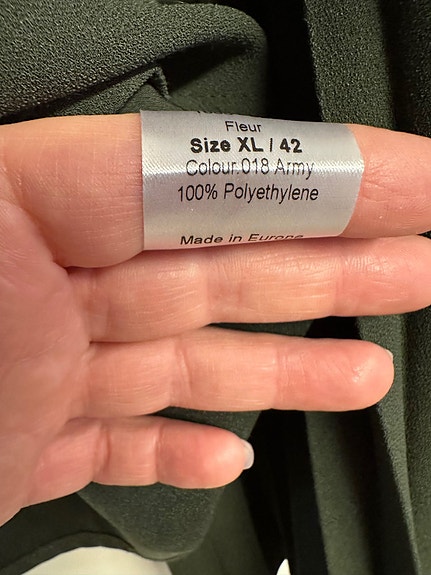 Fleur
Size XL / 42
Colour.018 Army
100% Polyethylene
Made in Europe